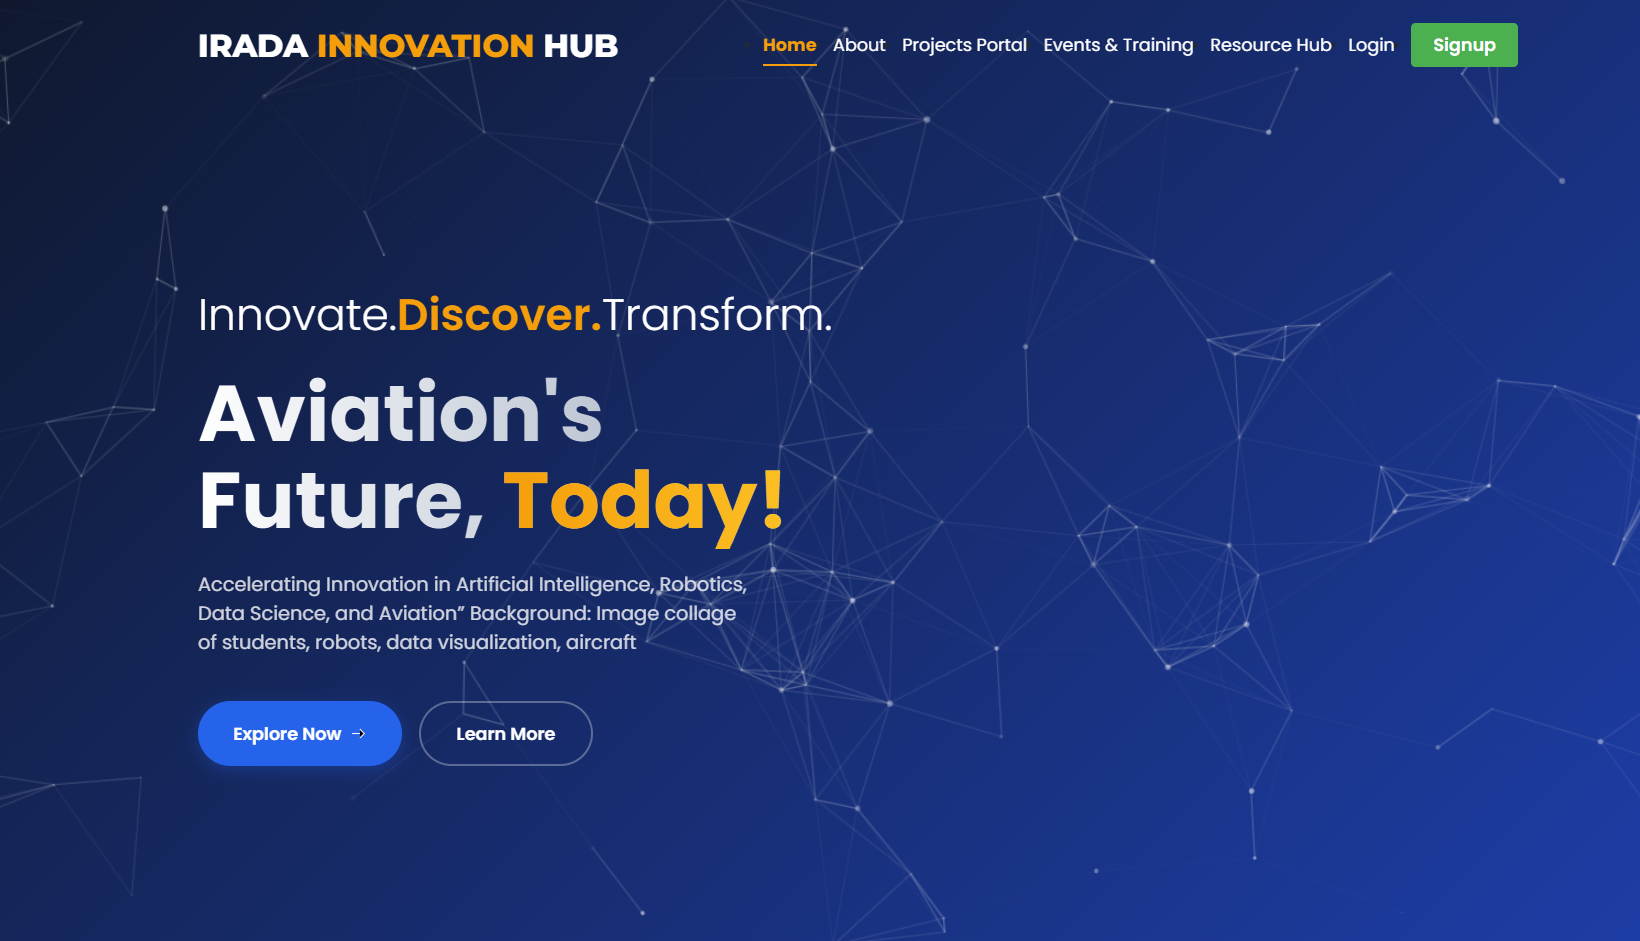 IRADA INNOVATION HUB
Home About Projects Portal Events & Training Resource Hub Login Signup
Innovate.Discover.Transform.
Aviation's
Future, Today!
Accelerating Innovation in Artificial Intelligence, Robotics,
Data Science, and Aviation” Background: Image collage
of students, robots, data visualization, aircraft
Explore Now → Learn More